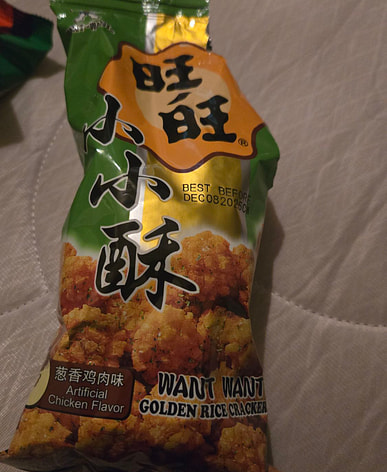 旺旺
小小酥
BEST BEFORE
DEC082025
葱香鸡肉味
Artificial
Chicken Flavor
WANT WANT
GOLDEN RICE CRACKER